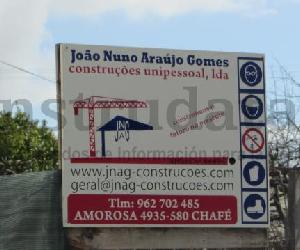 João Nuno Araújo Gomes
construções unipessoal, lda
JNAG
www.jnag-construcoes.com
geral@jnag-construcoes.com
Tlm: 962 702 485
AMOROSA 4935-580 CHAFÉ